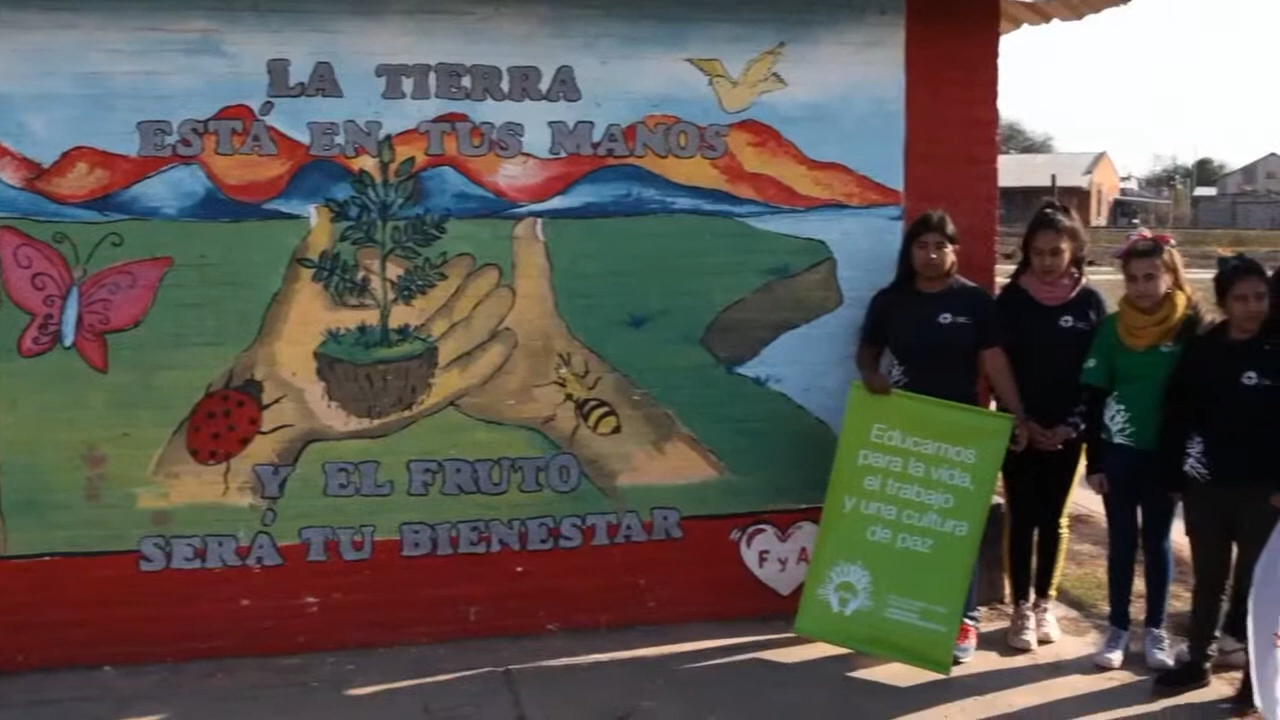 LA TIERRA
ESTÁ EN TUS MANOS
Y EL FRUTO
SERÁ TU BIENESTAR
"F y A
Educamos
para la vida,
el trabajo
y una cultura
de paz